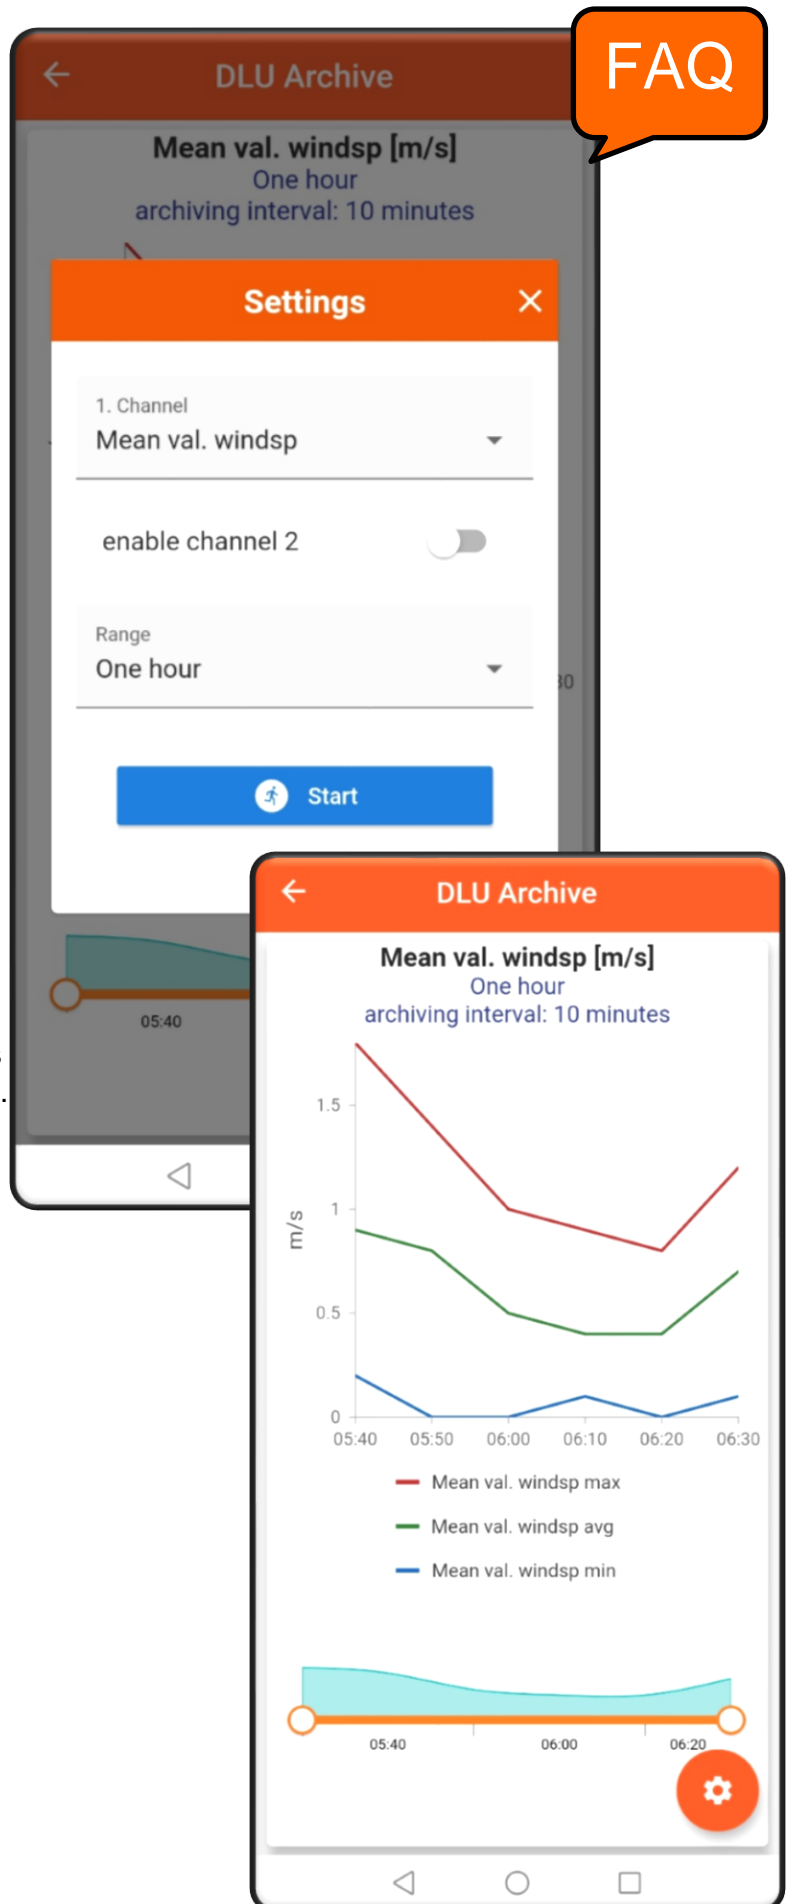 FAQ
DLU Archive
Mean val. windsp [m/s]
One hour
archiving interval: 10 minutes
Settings
1. Channel
Mean val. windsp
enable channel 2
Range
One hour
Start
05:40
DLU Archive
Mean val. windsp [m/s]
One hour
archiving interval: 10 minutes
1.5
1
m/s
0.5
0
05:40 05:50 06:00 06:10 06:20 06:30
Mean val. windsp max
Mean val. windsp avg
Mean val. windsp min
05:40 06:00 06:20